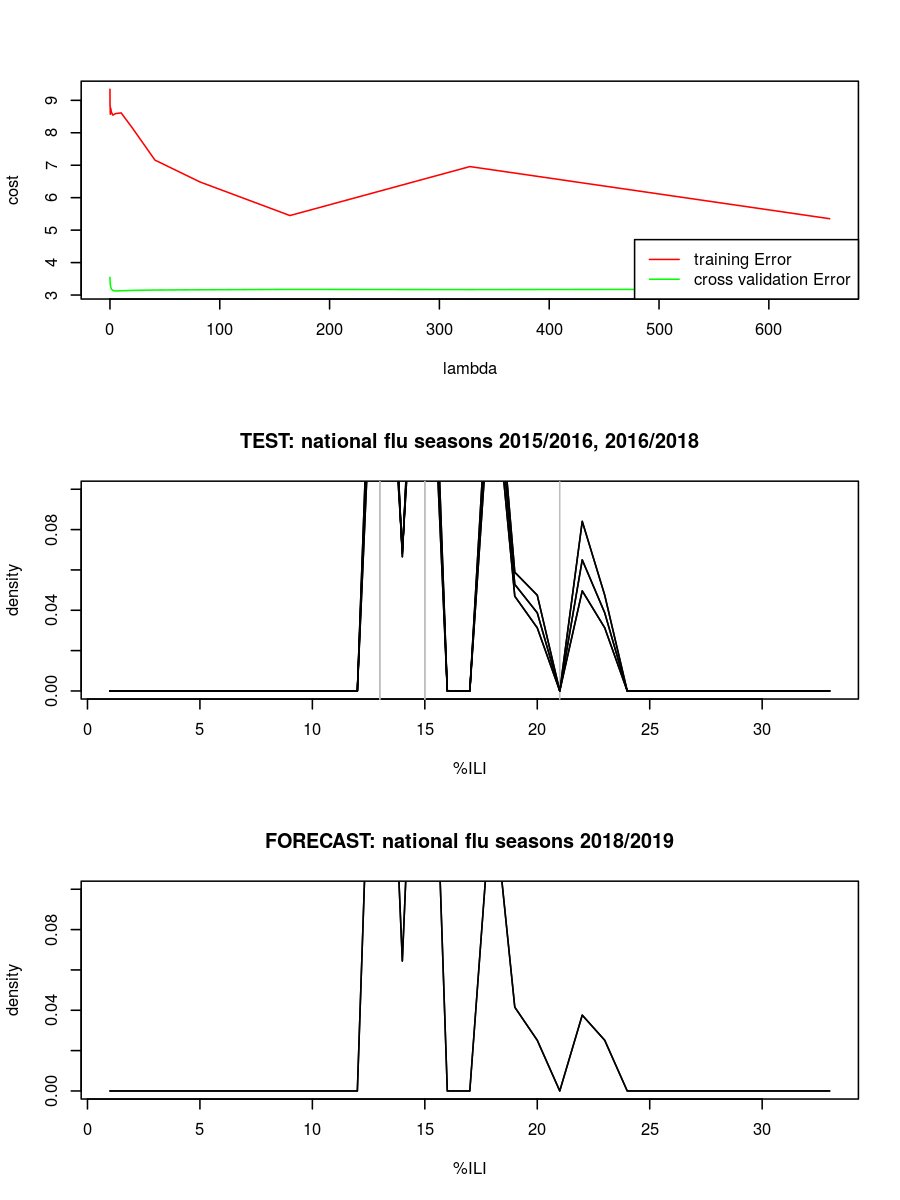 9
8
7
6
5
4
3
cost
training Error
cross validation Error
0 100 200 300 400 500 600
lambda
TEST: national flu seasons 2015/2016, 2016/2018
0.08
0.04
0.00
density
0 5 10 15 20 25 30
%ILI
FORECAST: national flu seasons 2018/2019
0.08
0.04
0.00
density
0 5 10 15 20 25 30
%ILI